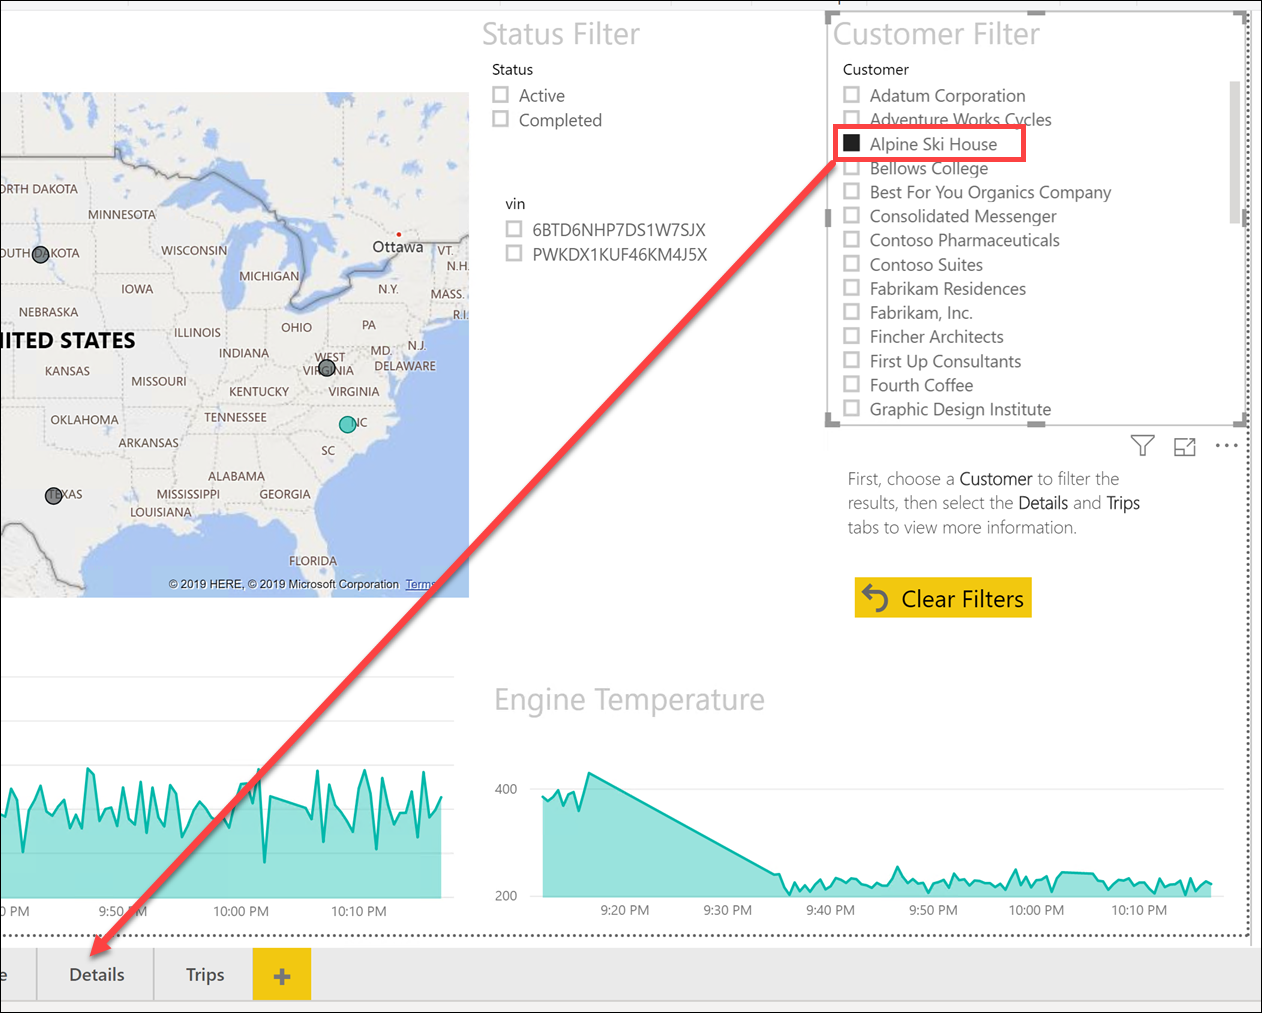 Status Filter
Status
Active
Completed
vin
6BTD6NHP7DS1W7SJX
PWKDX1KUF46KM4J5X
Customer Filter
Customer
Adatum Corporation
Adventure Works Cycles
Alpine Ski House
Bellows College
Best For You Organics Company
Consolidated Messenger
Contoso Pharmaceuticals
Contoso Suites
Fabrikam Residences
Fabrikam, Inc.
Fincher Architects
First Up Consultants
Fourth Coffee
Graphic Design Institute
First, choose a Customer to filter the
results, then select the Details and Trips
tabs to view more information.
Clear Filters
ORTH DAKOTA
MINNESOTA
OUTH DAKOTA
WISCONSIN
Ottawa
VT.
N.H.
MICHIGAN
IOWA
N.Y.
MASS.
NEBRASKA
R.I.
ILLINOIS
OHIO
PA
NITED STATES
INDIANA
MD.
N.J.
WEST
VIRGINIA
DELAWARE
KANSAS
MISSOURI
KENTUCKY
VIRGINIA
OKLAHOMA
TENNESSEE
NC
ARKANSAS
SC
ALABAMA
TEXAS
MISSISSIPPI
GEORGIA
LOUISIANA
FLORIDA
© 2019 HERE, © 2019 Microsoft Corporation Terms
0 PM
9:50 PM
10:00 PM
10:10 PM
Engine Temperature
400
200
9:20 PM
9:30 PM
9:40 PM
9:50 PM
10:00 PM
10:10 PM
e
Details
Trips
+